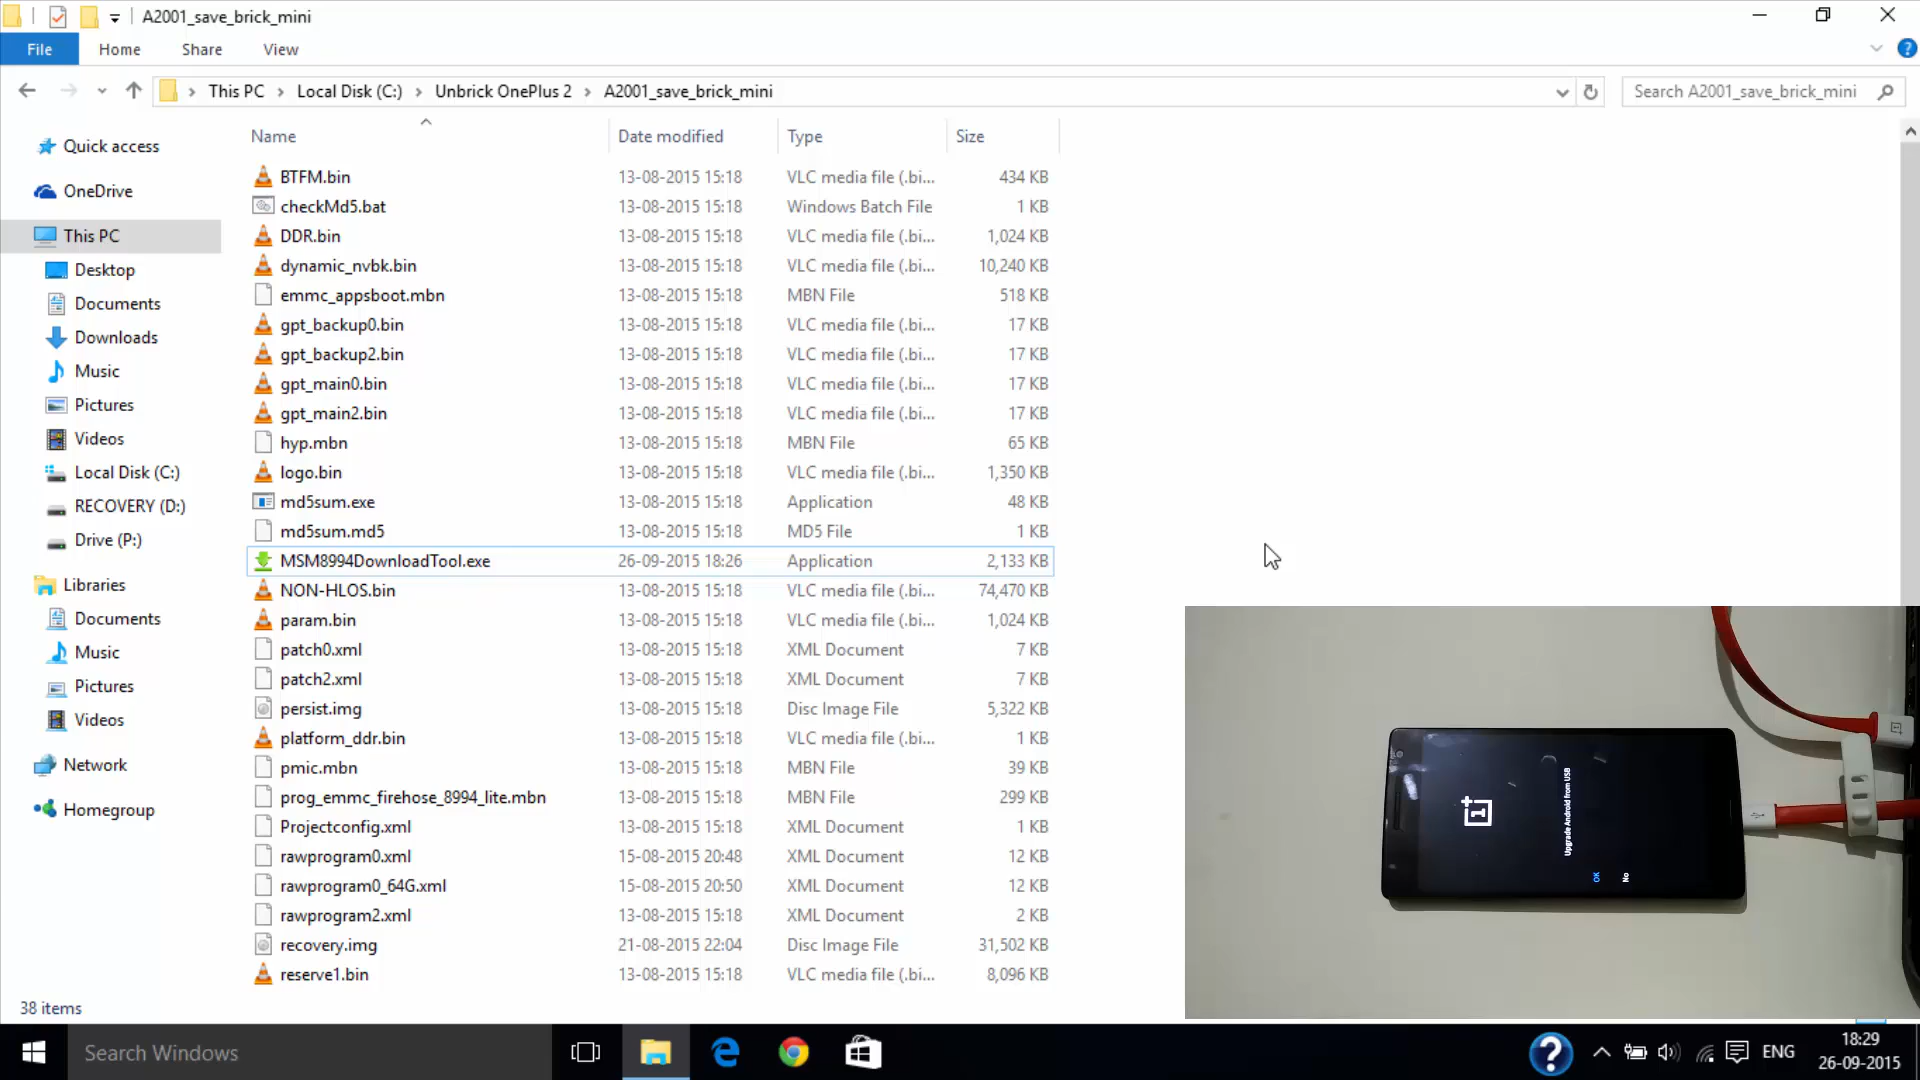 A2001_save_brick_mini
File Home Share View
This PC Local Disk (C:) Unbrick OnePlus 2 A2001_save_brick_mini
Search A2001_save_brick_mini
Name Date modified Type Size
Quick access
OneDrive
This PC
Desktop
Documents
Downloads
Music
Pictures
Videos
Local Disk (C:)
RECOVERY (D:)
Drive (P:)
Libraries
Documents
Music
Pictures
Videos
Network
Homegroup
BTFM.bin 13-08-2015 15:18 VLC media file (.bi... 434 KB
checkMd5.bat 13-08-2015 15:18 Windows Batch File 1 KB
DDR.bin 13-08-2015 15:18 VLC media file (.bi... 1,024 KB
dynamic_nvbk.bin 13-08-2015 15:18 VLC media file (.bi... 10,240 KB
emmc_appsboot.mbn 13-08-2015 15:18 MBN File 518 KB
gpt_backup0.bin 13-08-2015 15:18 VLC media file (.bi... 17 KB
gpt_backup2.bin 13-08-2015 15:18 VLC media file (.bi... 17 KB
gpt_main0.bin 13-08-2015 15:18 VLC media file (.bi... 17 KB
gpt_main2.bin 13-08-2015 15:18 VLC media file (.bi... 17 KB
hyp.mbn 13-08-2015 15:18 MBN File 65 KB
logo.bin 13-08-2015 15:18 VLC media file (.bi... 1,350 KB
md5sum.exe 13-08-2015 15:18 Application 48 KB
md5sum.md5 13-08-2015 15:18 MD5 File 1 KB
MSM8994DownloadTool.exe 26-09-2015 18:26 Application 2,133 KB
NON-HLOS.bin 13-08-2015 15:18 VLC media file (.bi... 74,470 KB
param.bin 13-08-2015 15:18 VLC media file (.bi... 1,024 KB
patch0.xml 13-08-2015 15:18 XML Document 7 KB
patch2.xml 13-08-2015 15:18 XML Document 7 KB
persist.img 13-08-2015 15:18 Disc Image File 5,322 KB
platform_ddr.bin 13-08-2015 15:18 VLC media file (.bi... 1 KB
pmic.mbn 13-08-2015 15:18 MBN File 39 KB
prog_emmc_firehose_8994_lite.mbn 13-08-2015 15:18 MBN File 299 KB
Projectconfig.xml 13-08-2015 15:18 XML Document 1 KB
rawprogram0.xml 15-08-2015 20:48 XML Document 12 KB
rawprogram0_64G.xml 15-08-2015 20:50 XML Document 12 KB
rawprogram2.xml 13-08-2015 15:18 XML Document 2 KB
recovery.img 21-08-2015 22:04 Disc Image File 31,502 KB
reserve1.bin 13-08-2015 15:18 VLC media file (.bi... 8,096 KB
Upgrade Android from USB
OK
No
38 items
Search Windows
ENG
18:29
26-09-2015